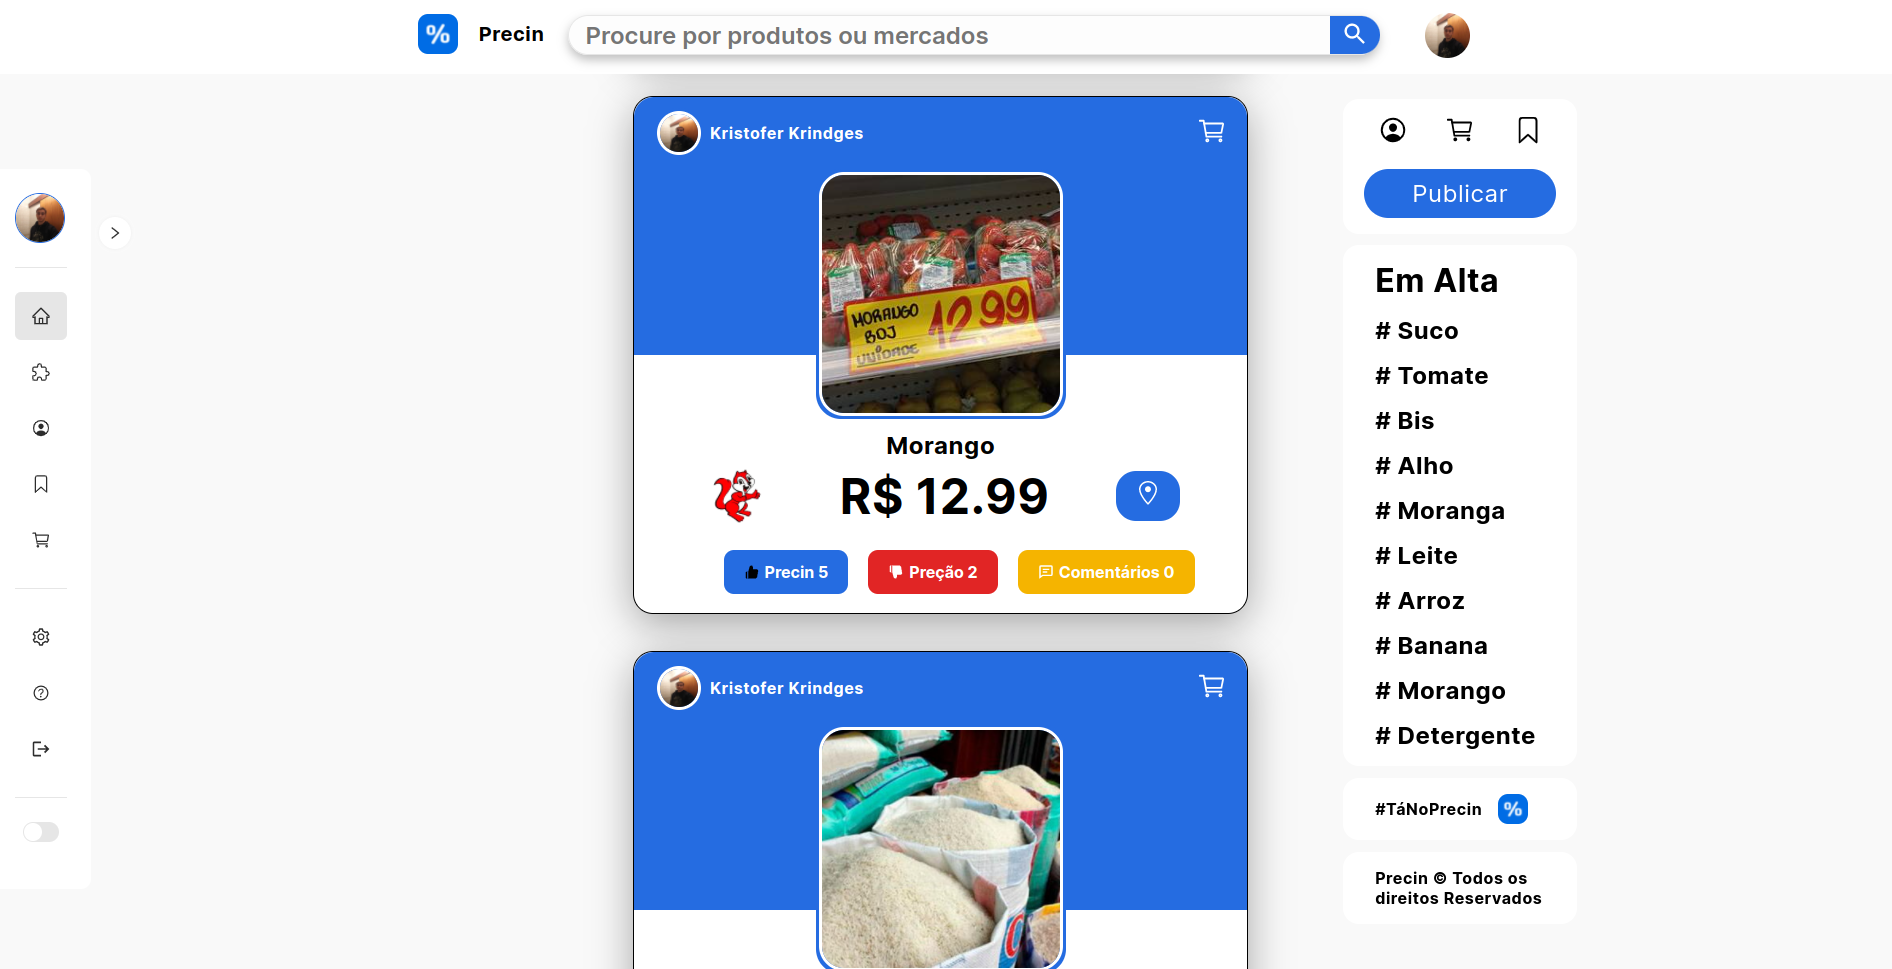 %
Precin
Procure por produtos ou mercados
Kristofer Krindges
MORANGO
BOJ
UNIDADE
12,99
Morango
R$ 12.99
Precin 5
Preção 2
Comentários 0
Kristofer Krindges
Publicar
Em Alta
# Suco
# Tomate
# Bis
# Alho
# Moranga
# Leite
# Arroz
# Banana
# Morango
# Detergente
#TáNoPrecin
%
Precin © Todos os
direitos Reservados